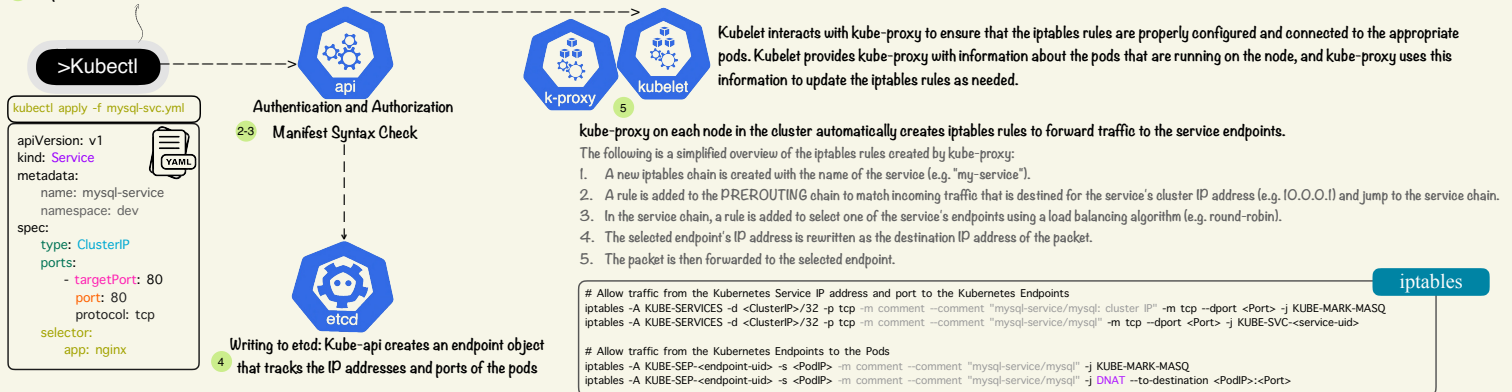 >Kubectl
kubectl apply -f mysql-svc.yml
apiVersion: v1
kind: Service
metadata:
name: mysql-service
namespace: dev
spec:
type: ClusterIP
ports:
- targetPort: 80
port: 80
protocol: tcp
selector:
app: nginx
YAML
api
Authentication and Authorization
2-3 Manifest Syntax Check
etcd
Writing to etcd: Kube-api creates an endpoint object
4 that tracks the IP addresses and ports of the pods
k-proxy
kubelet
5
Kubelet interacts with kube-proxy to ensure that the iptables rules are properly configured and connected to the appropriate
pods. Kubelet provides kube-proxy with information about the pods that are running on the node, and kube-proxy uses this
information to update the iptables rules as needed.
kube-proxy on each node in the cluster automatically creates iptables rules to forward traffic to the service endpoints.
The following is a simplified overview of the iptables rules created by kube-proxy:
1. A new iptables chain is created with the name of the service (e.g. "my-service").
2. A rule is added to the PREROUTING chain to match incoming traffic that is destined for the service's cluster IP address (e.g. 10.0.0.1) and jump to the service chain.
3. In the service chain, a rule is added to select one of the service's endpoints using a load balancing algorithm (e.g. round-robin).
4. The selected endpoint's IP address is rewritten as the destination IP address of the packet.
5. The packet is then forwarded to the selected endpoint.
iptables
# Allow traffic from the Kubernetes Service IP address and port to the Kubernetes Endpoints
iptables -A KUBE-SERVICES -d <ClusterIP>/32 -p tcp -m comment --comment "mysql-service/mysql: cluster IP" -m tcp --dport <Port> -j KUBE-MARK-MASQ
iptables -A KUBE-SERVICES -d <ClusterIP>/32 -p tcp -m comment --comment "mysql-service/mysql" -m tcp --dport <Port> -j KUBE-SVC-<service-uid>
# Allow traffic from the Kubernetes Endpoints to the Pods
iptables -A KUBE-SEP-<endpoint-uid> -s <PodIP> -m comment --comment "mysql-service/mysql" -j KUBE-MARK-MASQ
iptables -A KUBE-SEP-<endpoint-uid> -s <PodIP> -m comment --comment "mysql-service/mysql" -j DNAT --to-destination <PodIP>:<Port>